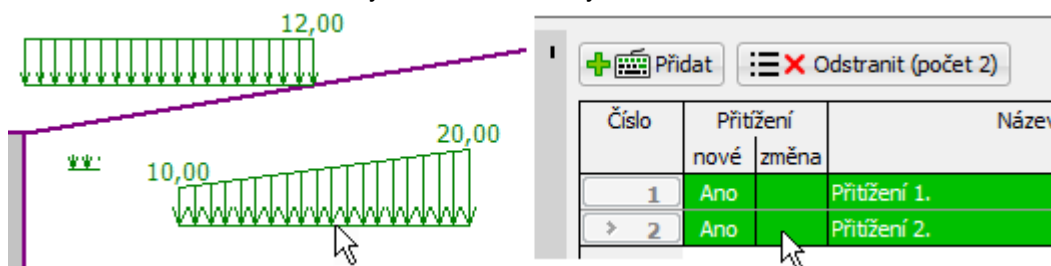 12,00
20,00
10,00
Přidat
Odstranit (počet 2)
Číslo Přitížení Název
nové změna
1 Ano Přitížení 1.
> 2 Ano Přitížení 2.